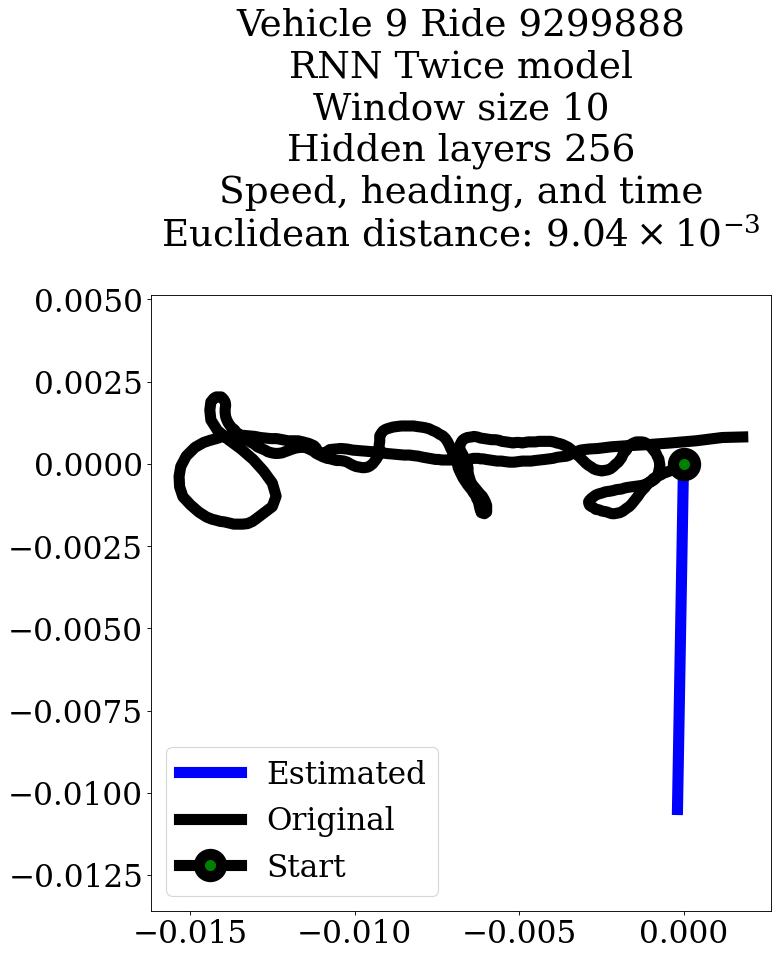 Vehicle 9 Ride 9299888
RNN Twice model
Window size 10
Hidden layers 256
Speed, heading, and time
Euclidean distance: 9.04 × 10⁻³
0.0050
0.0025
0.0000
−0.0025
−0.0050
−0.0075
−0.0100
−0.0125
Estimated
Original
Start
−0.015 −0.010 −0.005 0.000